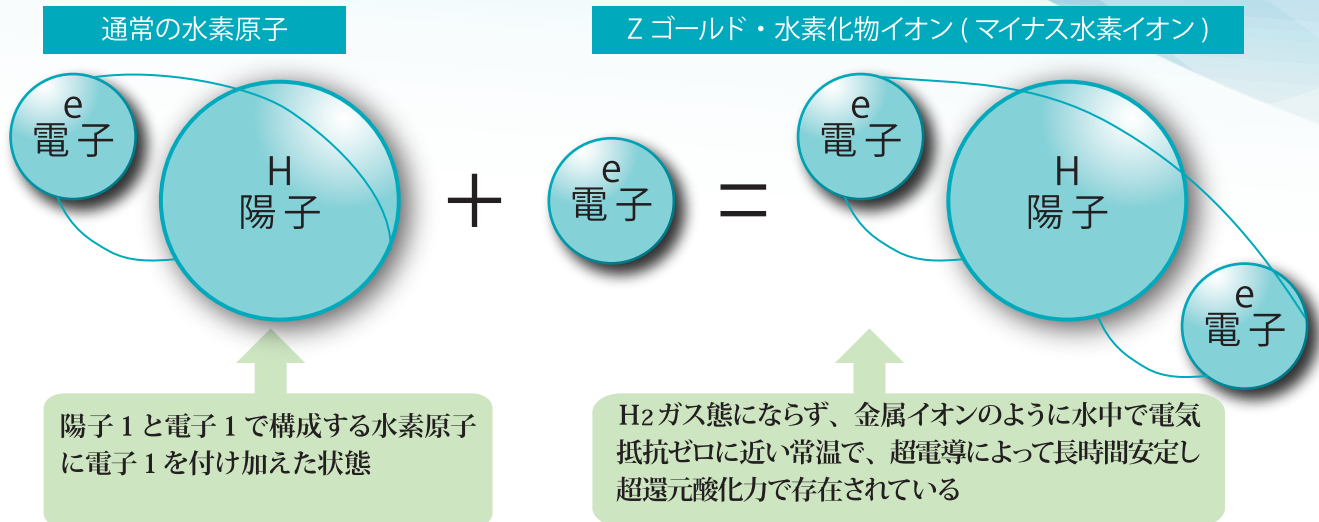 通常の水素原子
Z ゴールド・水素化物イオン ( マイナス水素イオン )
e
電子
H
陽子
+
e
電子
=
e
電子
H
陽子
e
電子
陽子 1 と電子 1 で構成する水素原子
に電子 1 を付け加えた状態
H2 ガス態にならず、金属イオンのように水中で電気
抵抗ゼロに近い常温で、超電導によって長時間安定し
超還元酸化力で存在されている